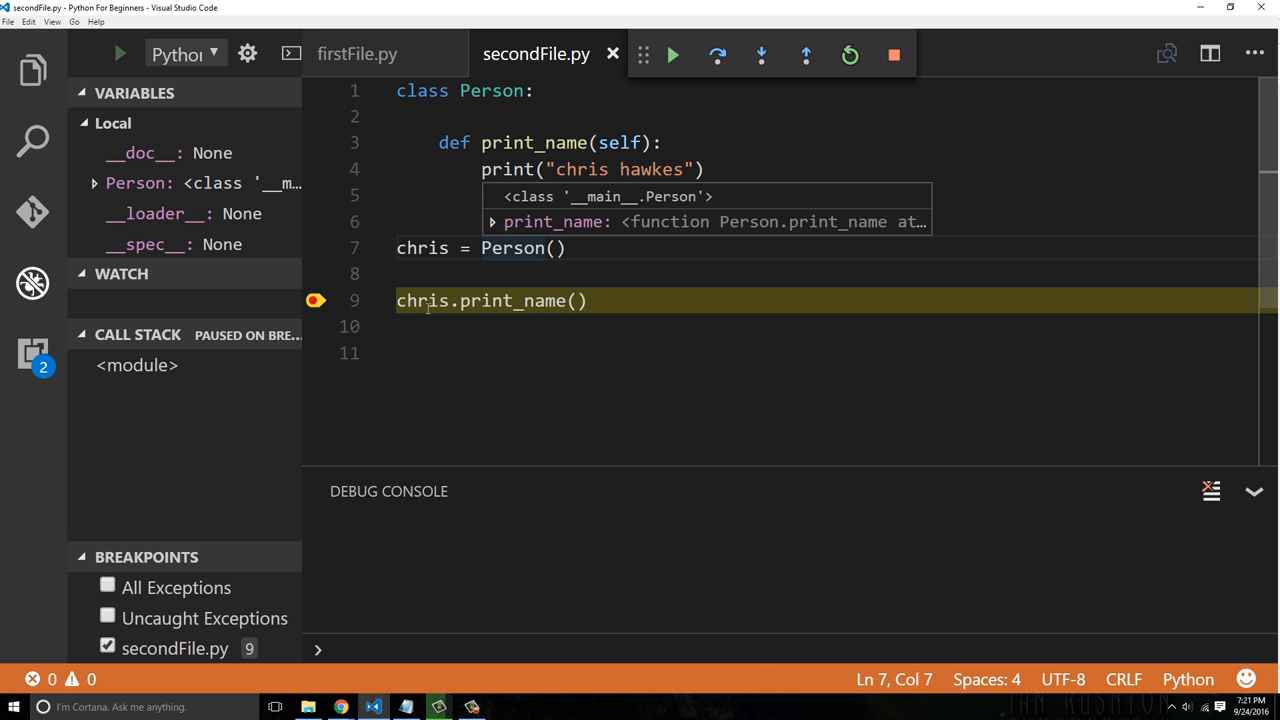 secondFile.py - Python For Beginners - Visual Studio Code
File Edit View Go Help
Pythor
firstFile.py
secondFile.py
VARIABLES
Local
__doc__: None
Person: <class '__m...
__loader__: None
__spec__: None
WATCH
CALL STACK PAUSED ON BRE...
<module>
BREAKPOINTS
All Exceptions
Uncaught Exceptions
secondFile.py 9
2
1 class Person:
2
3 def print_name(self):
4 print("chris hawkes")
5 <class '__main__.Person'>
6 print_name: <function Person.print_name at...
7 chris = Person()
8
9 chris.print_name()
10
11
DEBUG CONSOLE
0 0
Ln 7, Col 7 Spaces: 4 UTF-8 CRLF Python
I'm Cortana. Ask me anything.
7:21 PM
9/24/2016